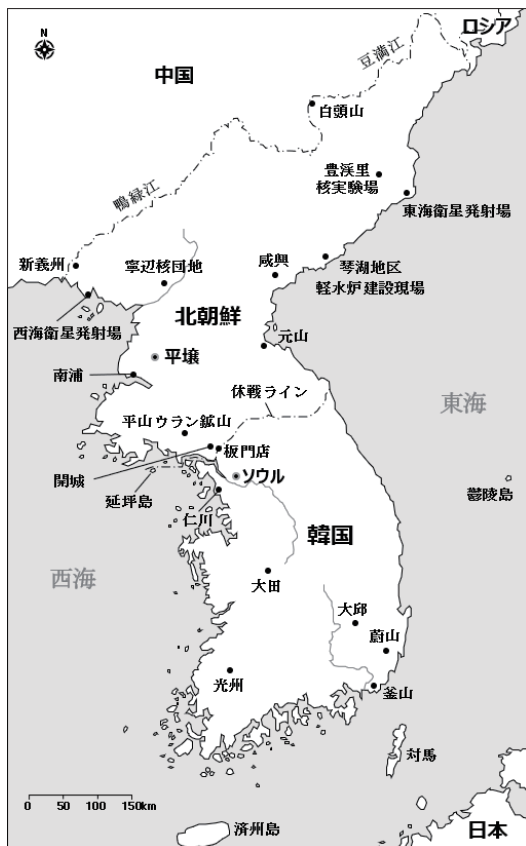 N
ロシア
中国
豆満江
白頭山
鴨緑江
豊渓里
核実験場
東海衛星発射場
新義州
寧辺核団地
咸興
琴湖地区
軽水炉建設現場
西海衛星発射場
北朝鮮
元山
平壌
南浦
休戦ライン
東海
平山ウラン鉱山
板門店
開城
ソウル
延坪島
鬱陵島
仁川
韓国
西海
大田
大邱
蔚山
光州
釜山
対馬
0 50 100 150km
済州島
日本